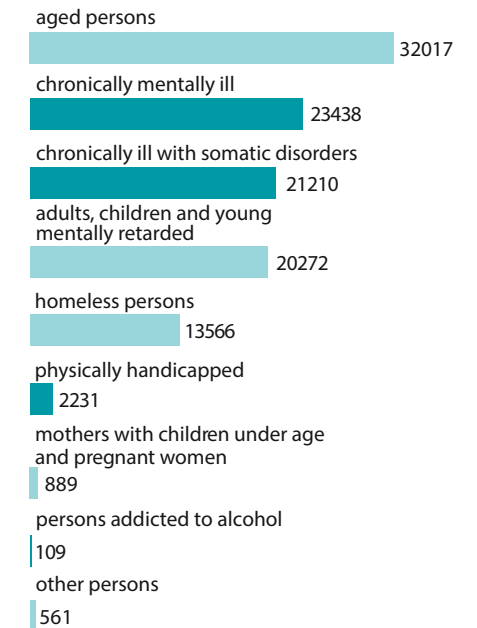 aged persons
32017
chronically mentally ill
23438
chronically ill with somatic disorders
21210
adults, children and young
mentally retarded
20272
homeless persons
13566
physically handicapped
2231
mothers with children under age
and pregnant women
889
persons addicted to alcohol
109
other persons
561